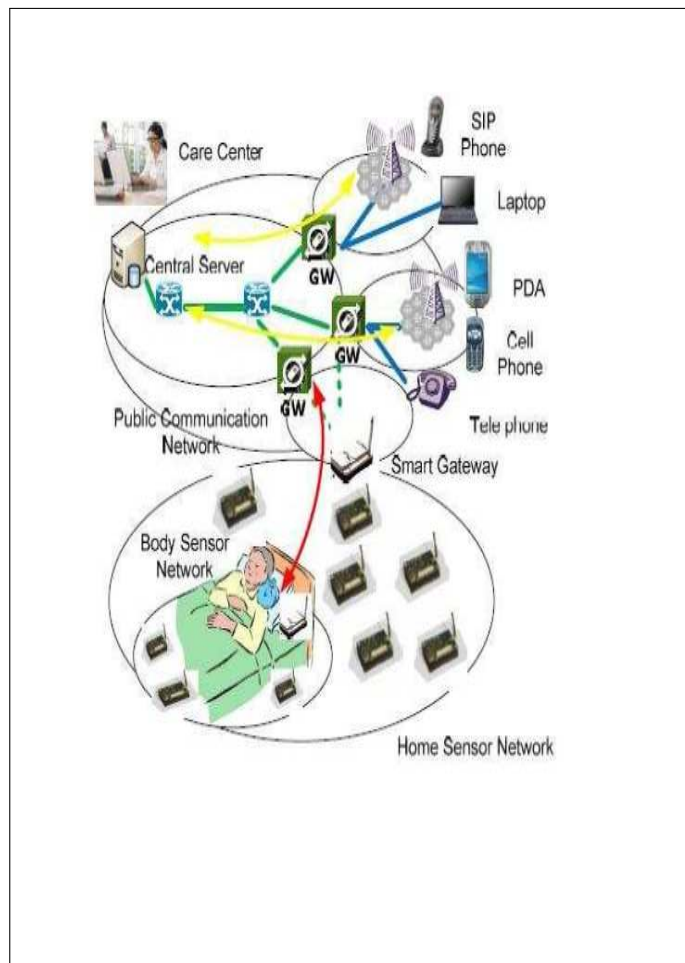 SIP
Phone
Care Center
Laptop
Central Server
GW
PDA
GW
Cell
Phone
GW
Public Communication
Network
Tele phone
Smart Gateway
Body Sensor
Network
Home Sensor Network